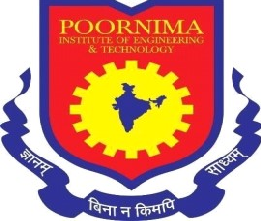 POORNIMA
INSTITUTE OF ENGINEERING
& TECHNOLOGY
ज्ञानम्
बिना न किमपि
साध्यम्